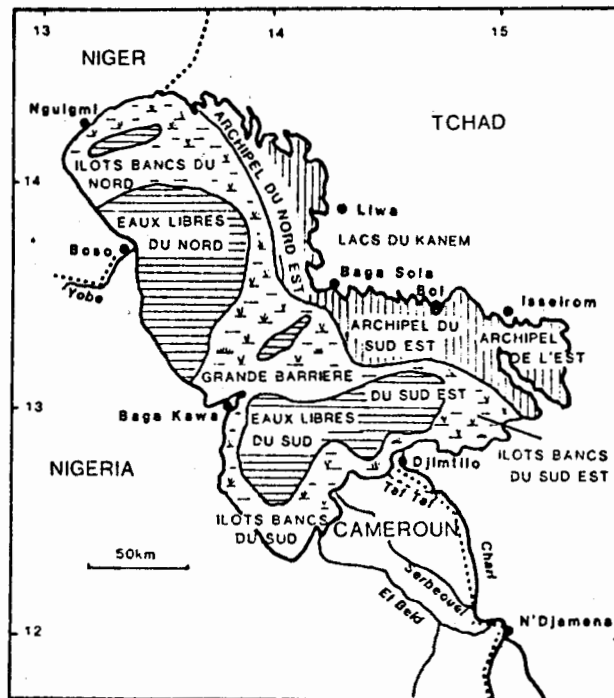 13
14
15
NIGER
Nguigmi
TCHAD
ARCHIPEL DU NORD EST
ILOTS BANCS DU
NORD
14
Liwa
EAUX LIBRES
DU NORD
LACS DU KANEM
Boso
Baga Sola
Bol
Isseirom
Yobe
ARCHIPEL DU
SUD EST
ARCHIPEL
DE L'EST
GRANDE BARRIERE
DU SUD EST
13
Baga Kawa
EAUX LIBRES
DU SUD
ILOTS BANCS
DU SUD EST
Djimtilo
NIGERIA
Taf Taf
ILOTS BANCS
DU SUD
CAMEROUN
50km
Chari
Serbeouel
El Beid
12
N'Djamena